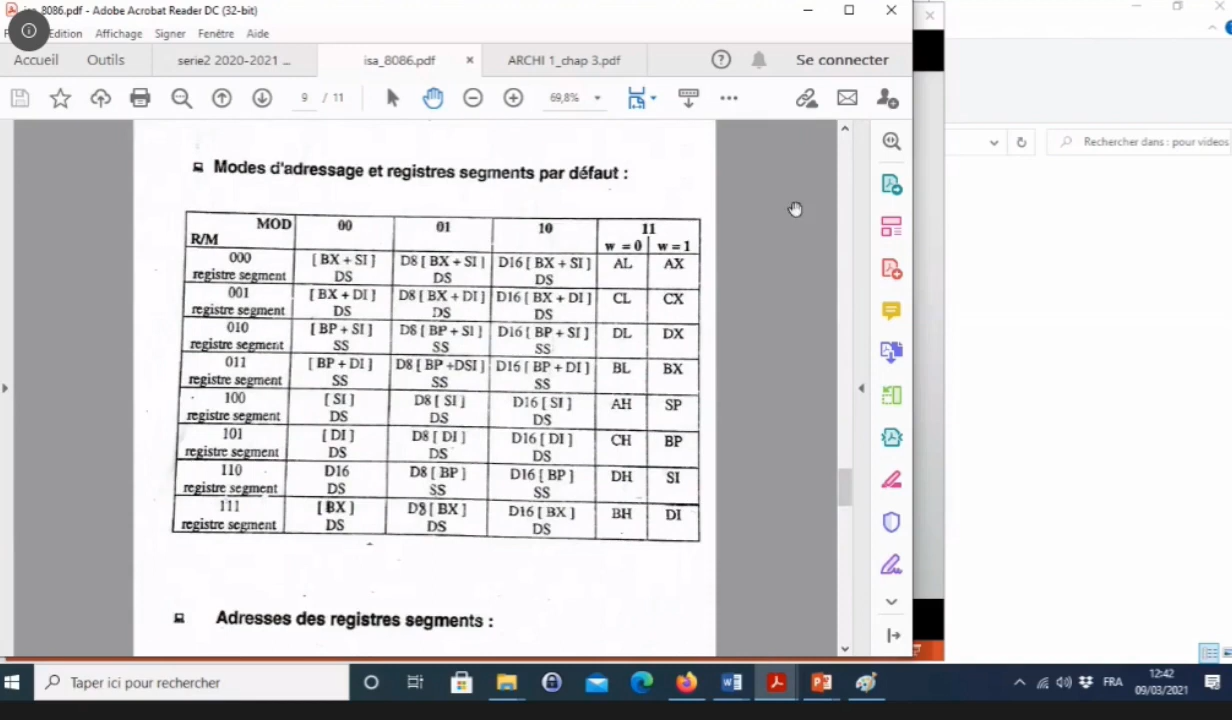 isa_8086.pdf - Adobe Acrobat Reader DC (32-bit)
Edition Affichage Signer Fenêtre Aide
Accueil Outils serie2 2020-2021 ... isa_8086.pdf × ARCHI 1_chap 3.pdf Se connecter
9 / 11 69,8%
Rechercher dans : pour videos
Modes d'adressage et registres segments par défaut :
MOD 00 01 10 11
R/M w = 0 w = 1
000 [ BX + SI ] D8 [ BX + SI ] D16 [ BX + SI ] AL AX
registre segment DS DS DS
001 [ BX + DI ] D8 [ BX + DI ] D16 [ BX + DI ] CL CX
registre segment DS DS DS
010 [ BP + SI ] D8 [ BP + SI ] D16 [ BP + SI ] DL DX
registre segment SS SS SS
011 [ BP + DI ] D8 [ BP +DSI ] D16 [ BP + DI ] BL BX
registre segment SS SS SS
100 [ SI ] D8 [ SI ] D16 [ SI ] AH SP
registre segment DS DS DS
101 [ DI ] D8 [ DI ] D16 [ DI ] CH BP
registre segment DS DS DS
110 D16 D8 [ BP ] D16 [ BP ] DH SI
registre segment DS SS SS
111 [ BX ] D8 [ BX ] D16 [ BX ] BH DI
registre segment DS DS DS
Adresses des registres segments :
Taper ici pour rechercher
FRA
12:42
09/03/2021